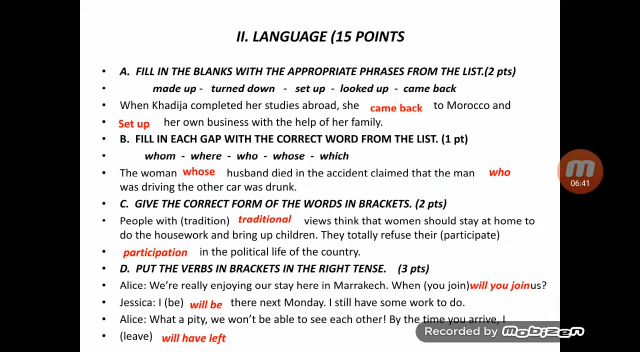 II. LANGUAGE (15 POINTS
• A. FILL IN THE BLANKS WITH THE APPROPRIATE PHRASES FROM THE LIST.(2 pts)
• made up - turned down - set up - looked up - came back
• When Khadija completed her studies abroad, she came back to Morocco and
• Set up her own business with the help of her family.
• B. FILL IN EACH GAP WITH THE CORRECT WORD FROM THE LIST. (1 pt)
• whom - where - who - whose - which
• The woman whose husband died in the accident claimed that the man who
was driving the other car was drunk.
• C. GIVE THE CORRECT FORM OF THE WORDS IN BRACKETS. (2 pts)
• People with (tradition) traditional views think that women should stay at home to
do the housework and bring up children. They totally refuse their (participate)
• participation in the political life of the country.
• D. PUT THE VERBS IN BRACKETS IN THE RIGHT TENSE. (3 pts)
• Alice: We're really enjoying our stay here in Marrakech. When (you join)will you joinus?
• Jessica: I (be) will be there next Monday. I still have some work to do.
• Alice: What a pity, we won't be able to see each other! By the time you arrive, I
• (leave) will have left
06:41
Recorded by Mobizen